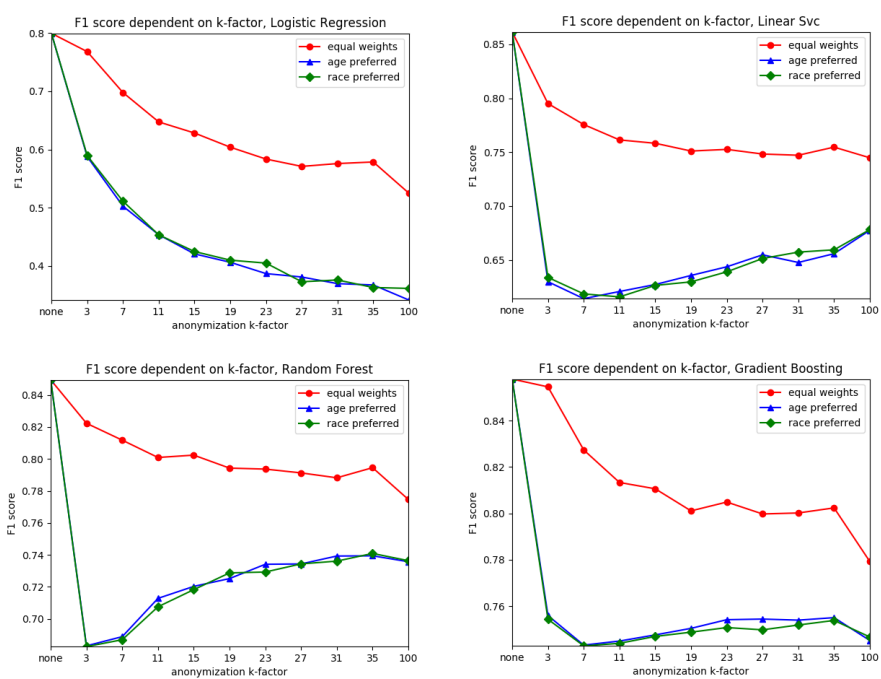 F1 score dependent on k-factor, Logistic Regression
0.8
0.7
0.6
0.5
0.4
F1 score
equal weights
age preferred
race preferred
none 3 7 11 15 19 23 27 31 35 100
anonymization k-factor
F1 score dependent on k-factor, Linear Svc
0.85
0.80
0.75
0.70
0.65
F1 score
equal weights
age preferred
race preferred
none 3 7 11 15 19 23 27 31 35 100
anonymization k-factor
F1 score dependent on k-factor, Random Forest
0.84
0.82
0.80
0.78
0.76
0.74
0.72
0.70
F1 score
equal weights
age preferred
race preferred
none 3 7 11 15 19 23 27 31 35 100
anonymization k-factor
F1 score dependent on k-factor, Gradient Boosting
0.84
0.82
0.80
0.78
0.76
F1 score
equal weights
age preferred
race preferred
none 3 7 11 15 19 23 27 31 35 100
anonymization k-factor